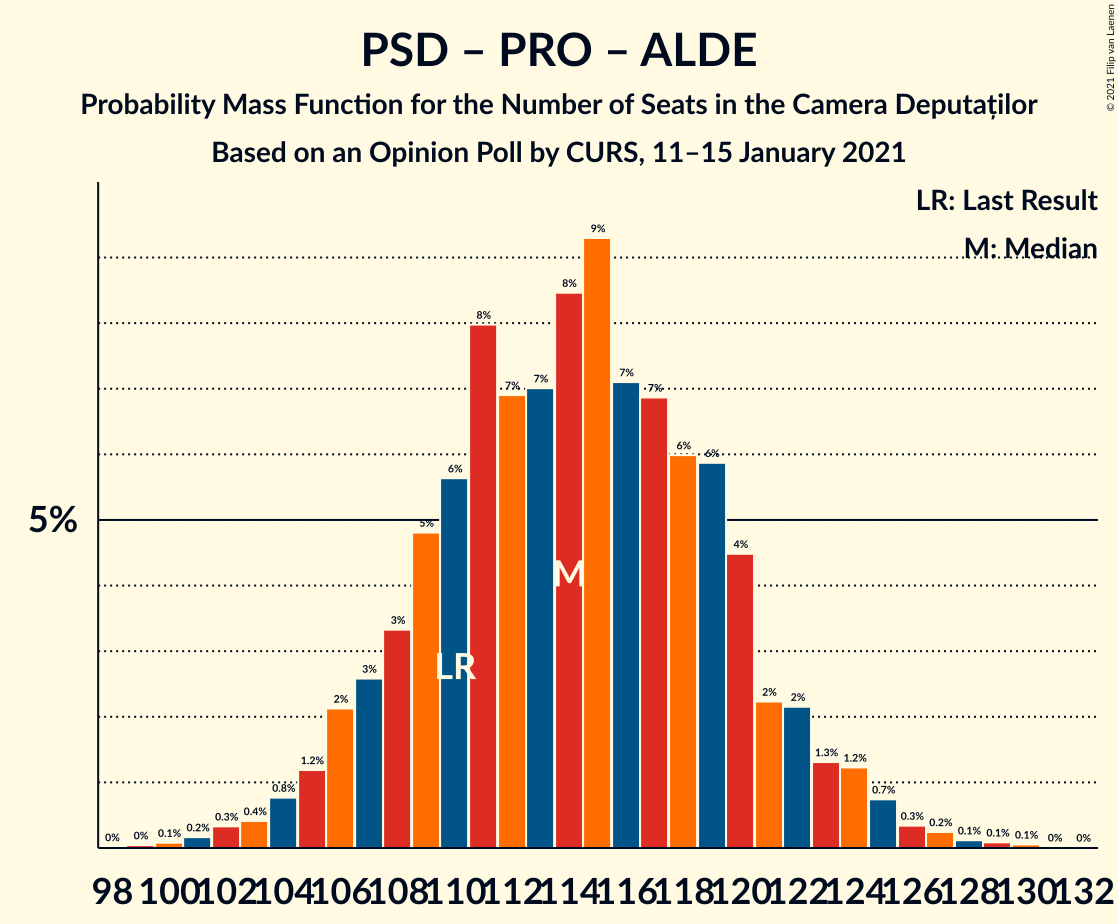 PSD – PRO – ALDE
Probability Mass Function for the Number of Seats in the Camera Deputaților
Based on an Opinion Poll by CURS, 11–15 January 2021
© 2021 Filip van Laenen
LR: Last Result
M: Median
5%
0% 0% 0.1% 0.2% 0.3% 0.4% 0.8% 1.2% 2% 3% 3% 5% 6% 8% 7% 7% 8% 9% 7% 7% 6% 6% 4% 2% 2% 1.3% 1.2% 0.7% 0.3% 0.2% 0.1% 0.1% 0.1% 0% 0%
M
LR
98 100 102 104 106 108 110 112 114 116 118 120 122 124 126 128 130 132